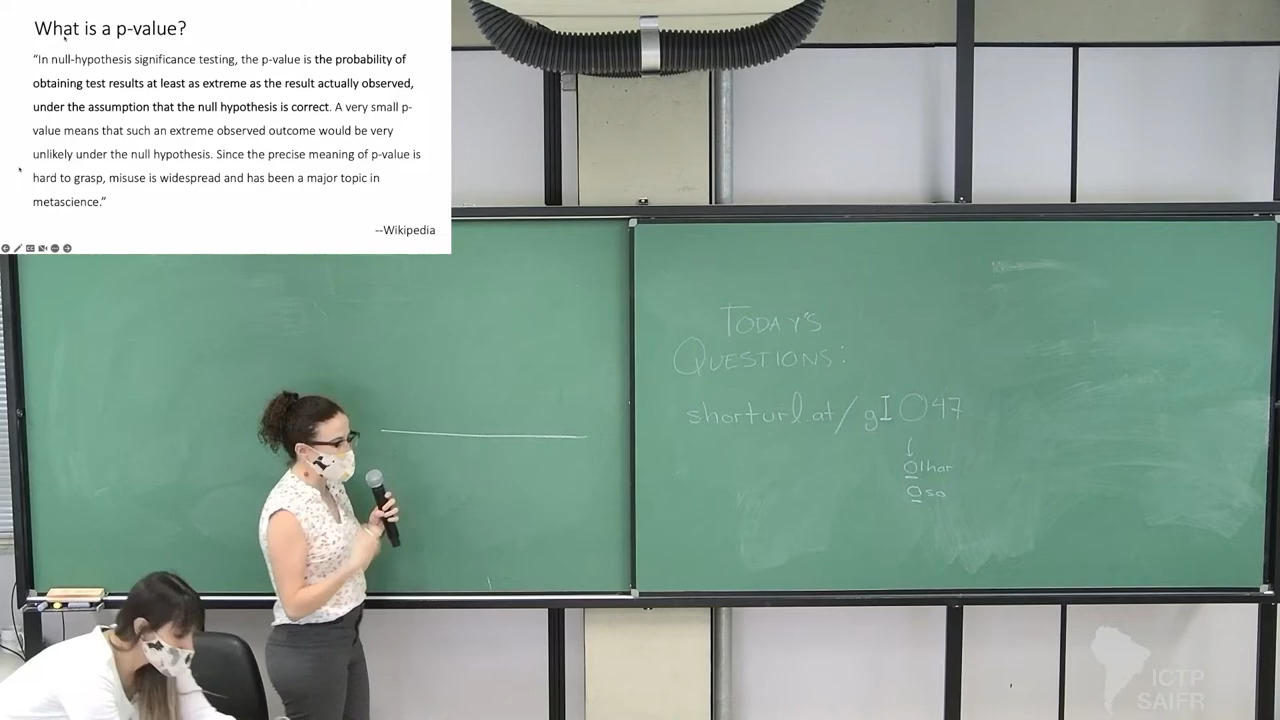 What is a p-value?
“In null-hypothesis significance testing, the p-value is the probability of
obtaining test results at least as extreme as the result actually observed,
under the assumption that the null hypothesis is correct. A very small p-
value means that such an extreme observed outcome would be very
unlikely under the null hypothesis. Since the precise meaning of p-value is
hard to grasp, misuse is widespread and has been a major topic in
metascience.”
--Wikipedia
TODAY'S
QUESTIONS:
shorturl.at/gIO47
Olhar
Oso
ICTP
SAIFR